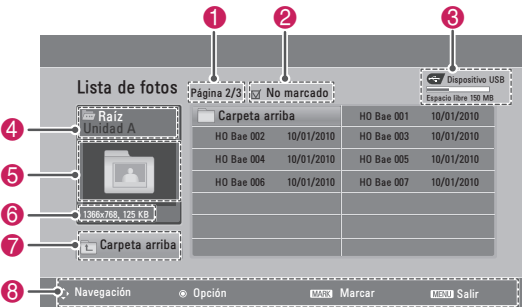 1 2 3
Lista de fotos Página 2/3 No marcado Dispositivo USB
Espacio libre 150 MB
4 Raíz
Unidad A
5
6 1366x768, 125 KB
7 Carpeta arriba
Carpeta arriba HO Bae 001 10/01/2010
HO Bae 002 10/01/2010 HO Bae 003 10/01/2010
HO Bae 004 10/01/2010 HO Bae 005 10/01/2010
HO Bae 006 10/01/2010 HO Bae 007 10/01/2010
8 Navegación Opción MARK Marcar MENU Salir